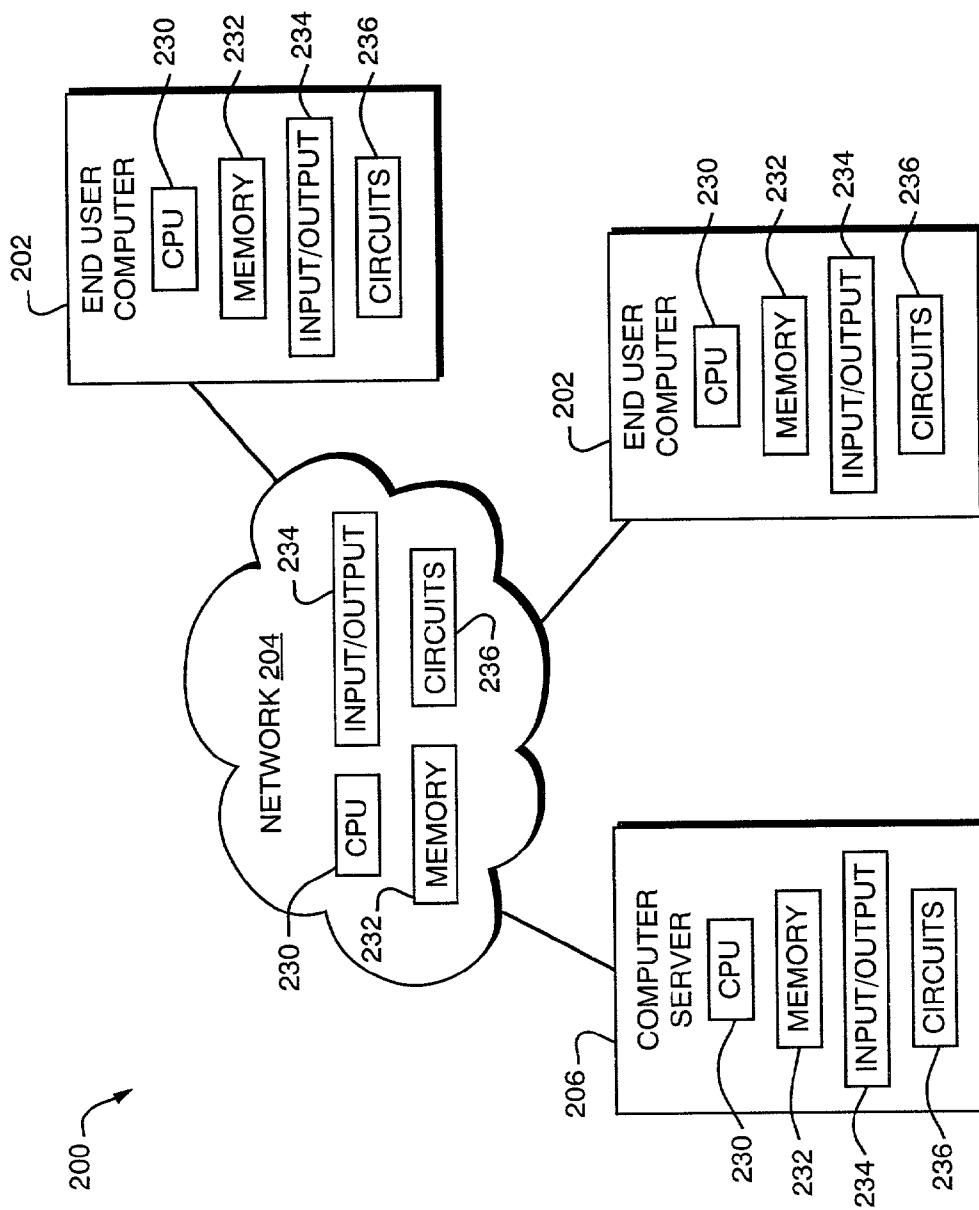 200
NETWORK 204
230
CPU
INPUT/OUTPUT
234
232
MEMORY
CIRCUITS
236
202
END USER
COMPUTER
CPU
230
MEMORY
232
INPUT/OUTPUT
234
CIRCUITS
236
206
COMPUTER
SERVER
230
CPU
232
MEMORY
234
INPUT/OUTPUT
236
CIRCUITS
202
END USER
COMPUTER
CPU
230
MEMORY
232
INPUT/OUTPUT
234
CIRCUITS
236